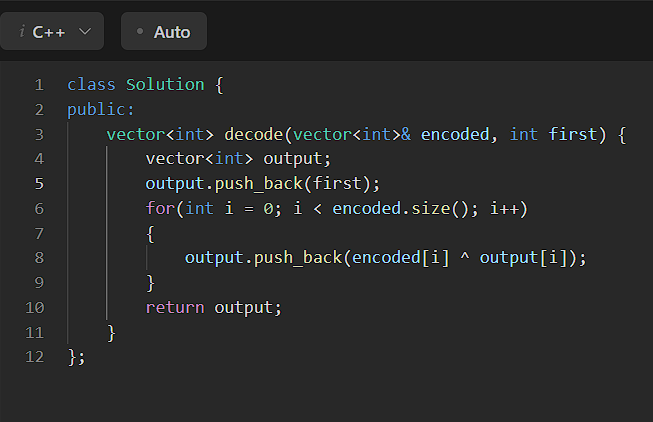 i C++ Auto
1 class Solution {
2 public:
3     vector<int> decode(vector<int>& encoded, int first) {
4         vector<int> output;
5         output.push_back(first);
6         for(int i = 0; i < encoded.size(); i++)
7         {
8             output.push_back(encoded[i] ^ output[i]);
9         }
10         return output;
11     }
12 };